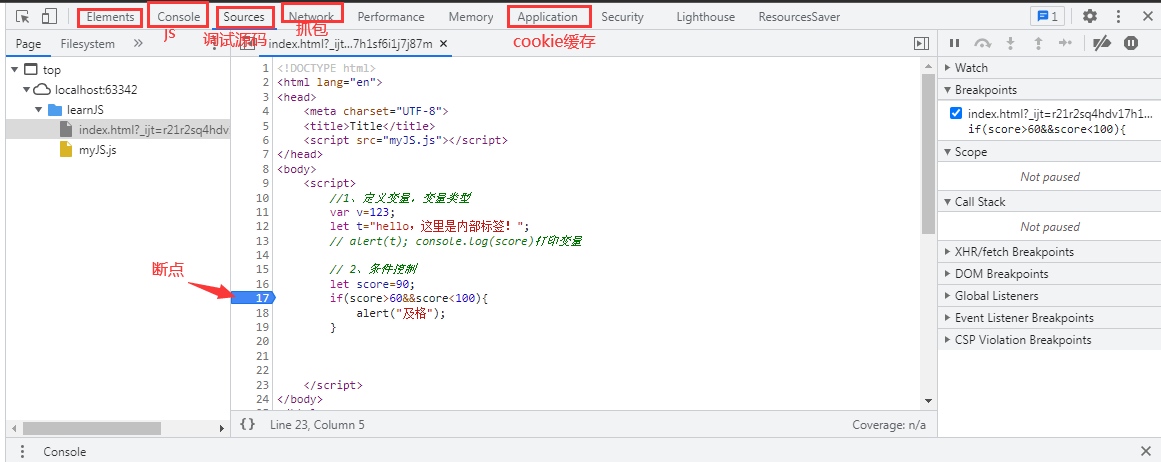 Elements Console Sources Network Performance Memory Application Security Lighthouse ResourcesSaver 1
js 调试源码 抓包 cookie缓存
Page Filesystem » index.html?_ijt…7h1sf6i1j7j87m
top
localhost:63342
learnJS
index.html?_ijt=r21r2sq4hdv
myJS.js
断点
1 <!DOCTYPE html>
2 <html lang="en">
3 <head>
4 <meta charset="UTF-8">
5 <title>Title</title>
6 <script src="myJS.js"></script>
7 </head>
8 <body>
9 <script>
10 //1、定义变量，变量类型
11 var v=123;
12 let t="hello，这里是内部标签！";
13 // alert(t); console.log(score)打印变量
14
15 // 2、条件控制
16 let score=90;
17 if(score>60&&score<100){
18 alert("及格");
19 }
20
21
22
23 </script>
24 </body>
{} Line 23, Column 5 Coverage: n/a
Watch
Breakpoints
index.html?_ijt=r21r2sq4hdv17h1…
if(score>60&&score<100){
Scope
Not paused
Call Stack
Not paused
XHR/fetch Breakpoints
DOM Breakpoints
Global Listeners
Event Listener Breakpoints
CSP Violation Breakpoints
Console